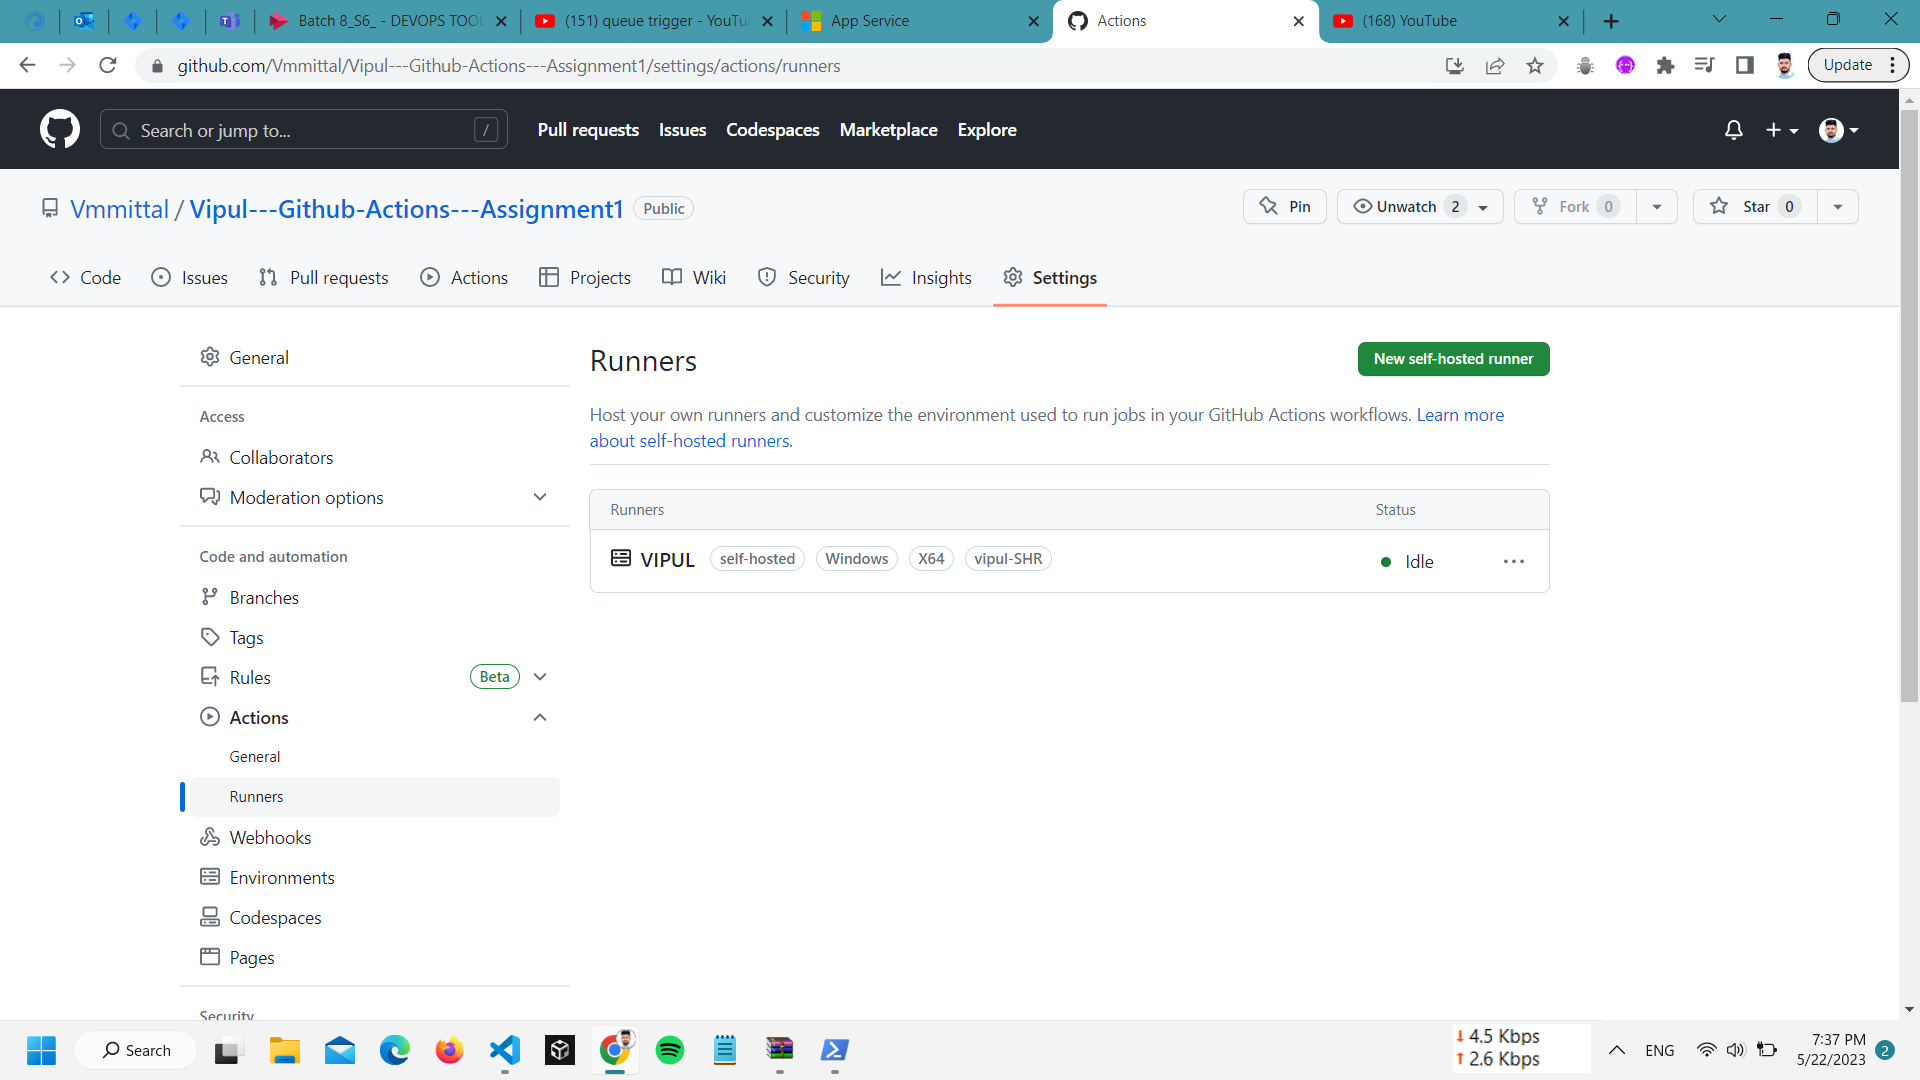 Batch 8_S6_ - DEVOPS TOOL
(151) queue trigger - YouTu
App Service
Actions
(168) YouTube
github.com/Vmmittal/Vipul---Github-Actions---Assignment1/settings/actions/runners
Update
Search or jump to...
/
Pull requests
Issues
Codespaces
Marketplace
Explore
Vmmittal / Vipul---Github-Actions---Assignment1
Public
Pin
Unwatch 2
Fork 0
Star 0
Code
Issues
Pull requests
Actions
Projects
Wiki
Security
Insights
Settings
General
Access
Collaborators
Moderation options
Code and automation
Branches
Tags
Rules
Beta
Actions
General
Runners
Webhooks
Environments
Codespaces
Pages
Security
Runners
New self-hosted runner
Host your own runners and customize the environment used to run jobs in your GitHub Actions workflows. Learn more
about self-hosted runners.
Runners
Status
VIPUL
self-hosted
Windows
X64
vipul-SHR
Idle
Search
4.5 Kbps
2.6 Kbps
ENG
7:37 PM
5/22/2023
2